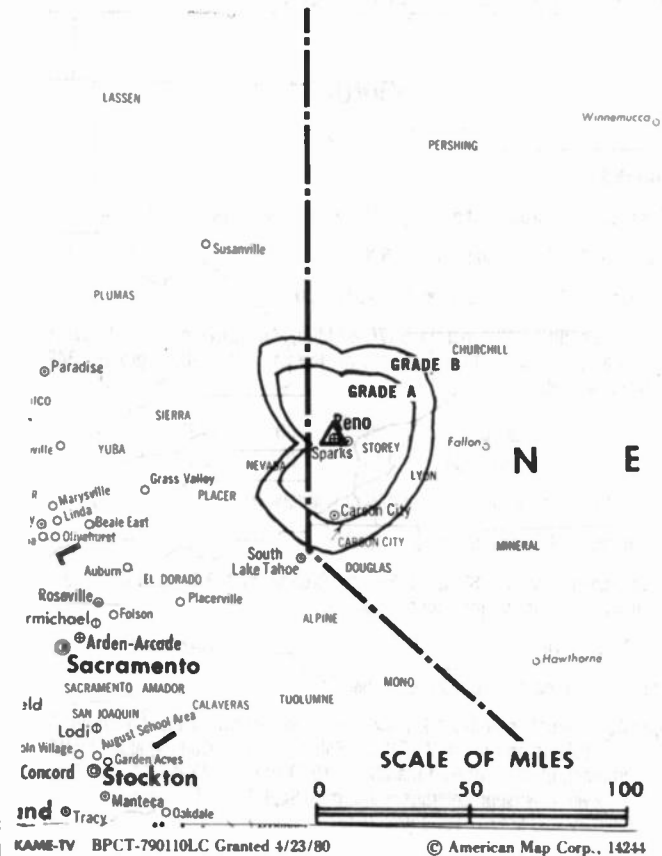 LASSEN
Winnemucca
PERSHING
Susanville
PLUMAS
CHURCHILL
GRADE B
Paradise
GRADE A
SIERRA
Reno
YUBA
Sparks
STOREY
Fallon
N E
NEVADA
LYON
Grass Valley
PLACER
Marysville
Linda
Beale East
Olivehurst
Carson City
CARSON CITY
MINERAL
South
Lake Tahoe
DOUGLAS
Auburn
EL DORADO
Roseville
Placerville
Folson
rmichael
ALPINE
Arden-Arcade
Sacramento
Hawthorne
SACRAMENTO AMADOR
MONO
TUOLUMNE
CALAVERAS
SAN JOAQUIN
eld
Lodi
August School Area
oln Village
Garden Acres
SCALE OF MILES
Concord
Stockton
0 50 100
Manteca
and
Tracy
Oakdale
KAME-TV BPCT-790110LC Granted 4/23/80
© American Map Corp., 14244